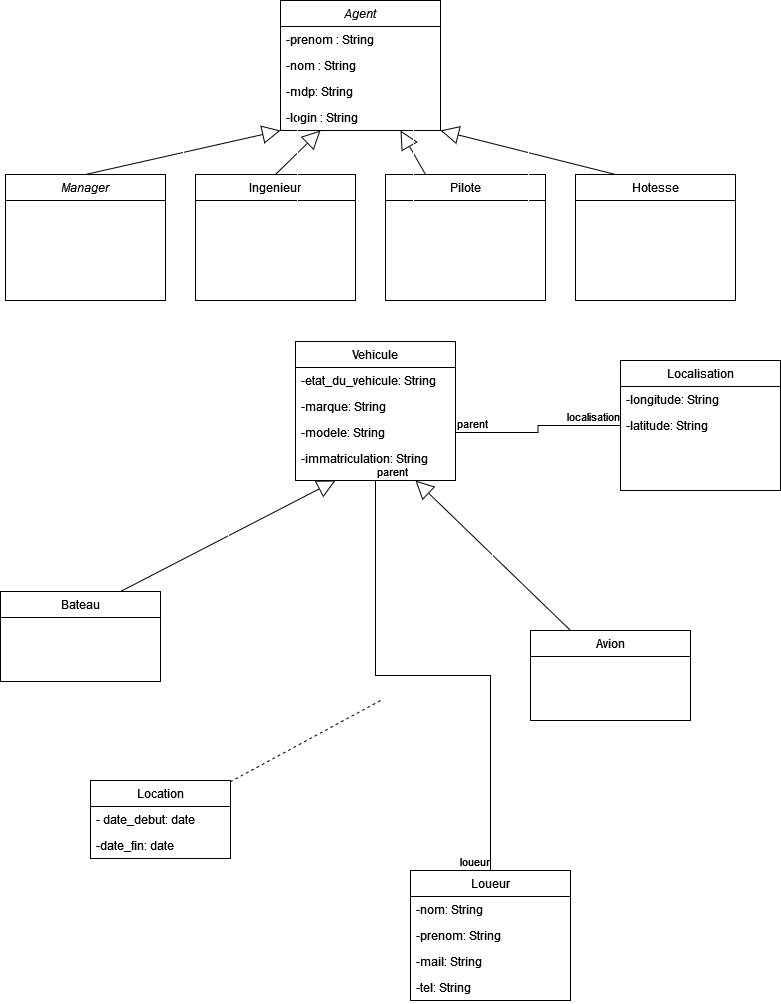 Agent
-prenom : String
-nom : String
-mdp: String
-login : String
Manager
Ingenieur
Pilote
Hotesse
Vehicule
-etat_du_vehicule: String
-marque: String
-modele: String
-immatriculation: String
parent
parent
localisation
Localisation
-longitude: String
-latitude: String
Bateau
Avion
Location
- date_debut: date
-date_fin: date
loueur
Loueur
-nom: String
-prenom: String
-mail: String
-tel: String